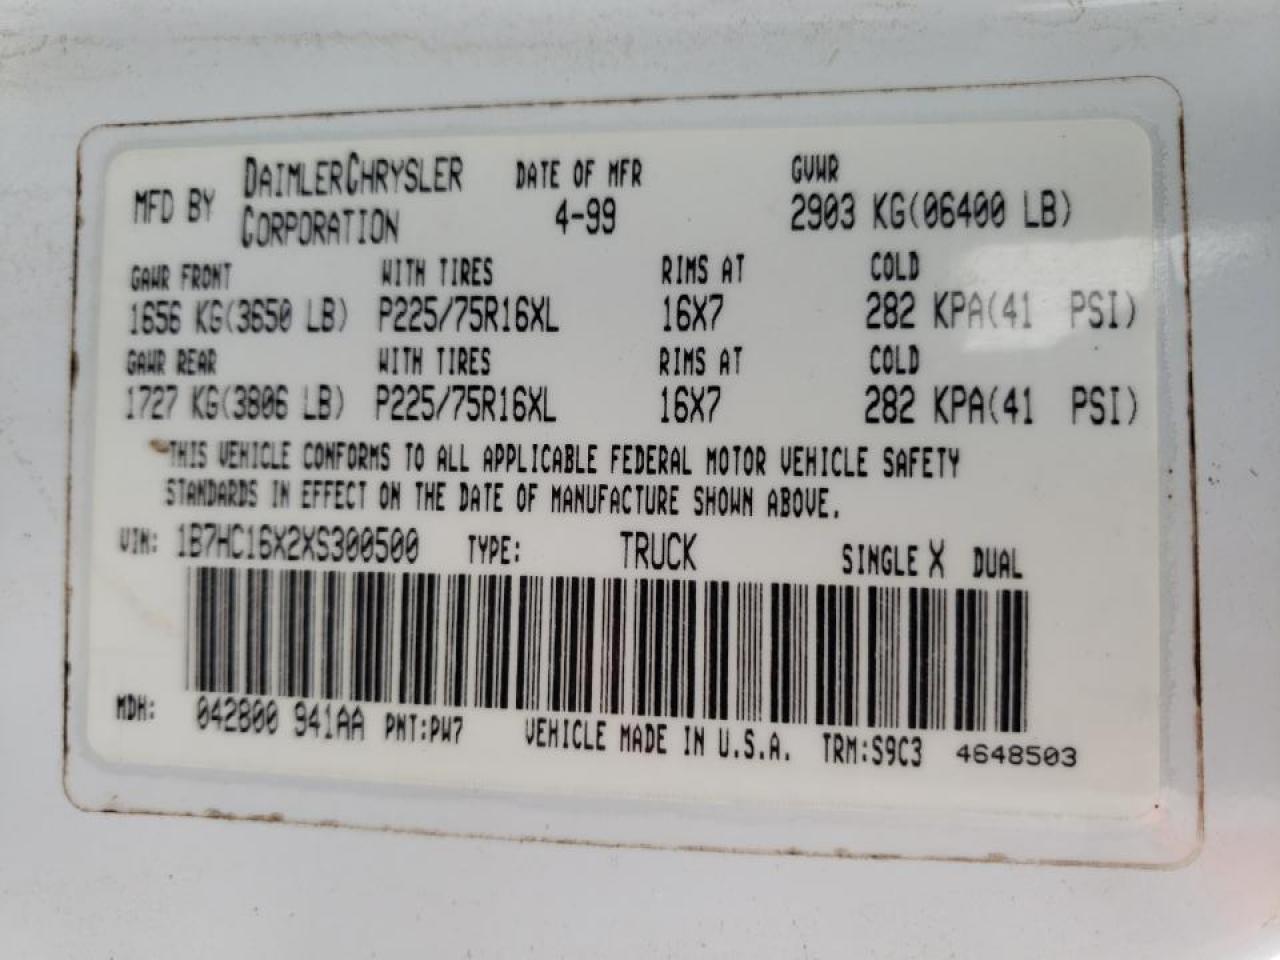 MFD BY DAIMLERCHRYSLER CORPORATION DATE OF MFR 4-99 GVWR 2903 KG(06400 LB)
GAWR FRONT WITH TIRES RIMS AT COLD
1656 KG(3650 LB) P225/75R16XL 16X7 282 KPA(41 PSI)
GAWR REAR WITH TIRES RIMS AT COLD
1727 KG(3806 LB) P225/75R16XL 16X7 282 KPA(41 PSI)
THIS VEHICLE CONFORMS TO ALL APPLICABLE FEDERAL MOTOR VEHICLE SAFETY
STANDARDS IN EFFECT ON THE DATE OF MANUFACTURE SHOWN ABOVE.
VIN: 1B7HC16X2XS300500 TYPE: TRUCK SINGLE X DUAL
MDH: 042800 941AA PNT:PW7 VEHICLE MADE IN U.S.A. TRM:S9C3 4648503